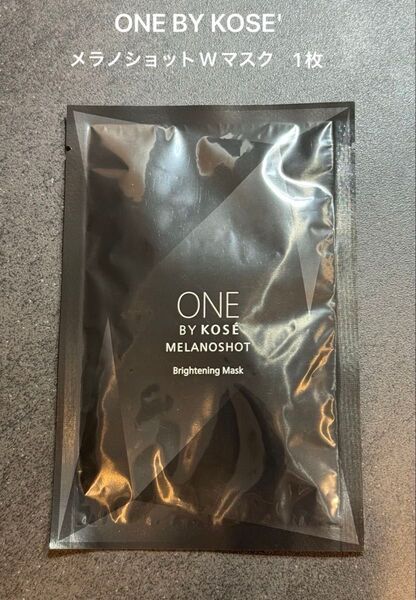 ONE BY KOSE'
メラノショットWマスク　1枚
ONE
BY KOSÉ
MELANOSHOT
Brightening Mask